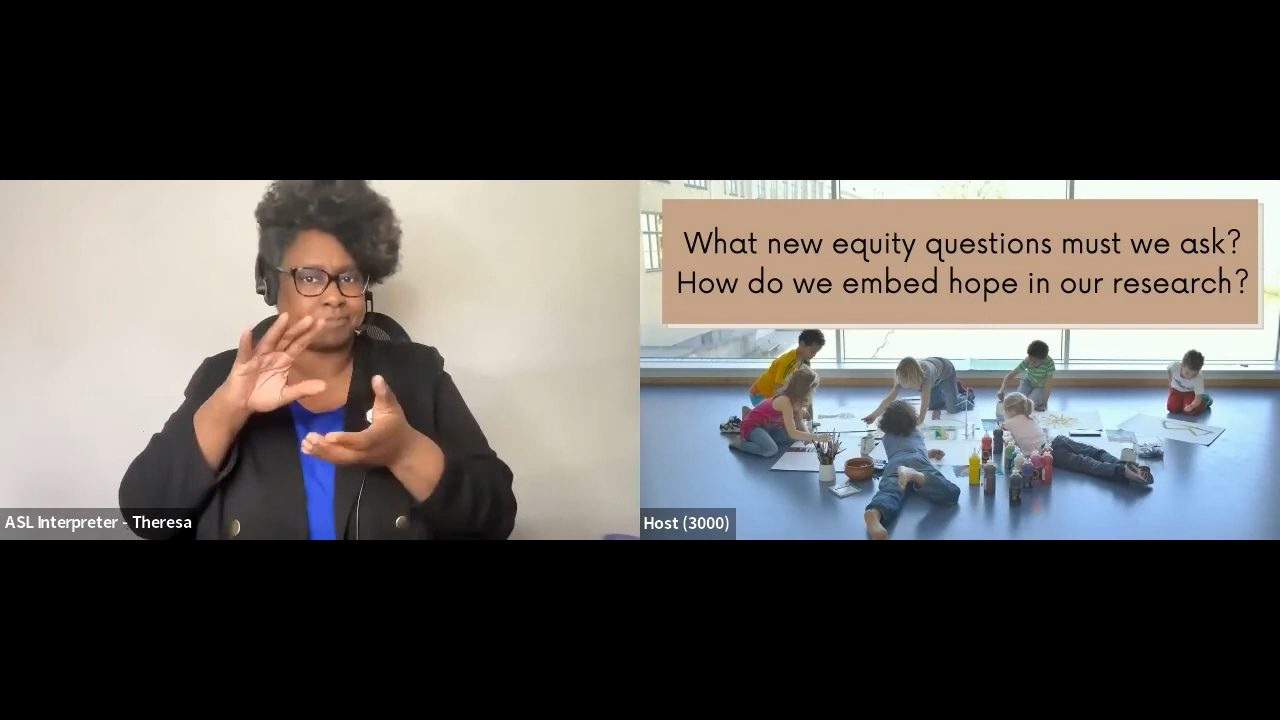 What new equity questions must we ask?
How do we embed hope in our research?
ASL Interpreter - Theresa
Host (3000)